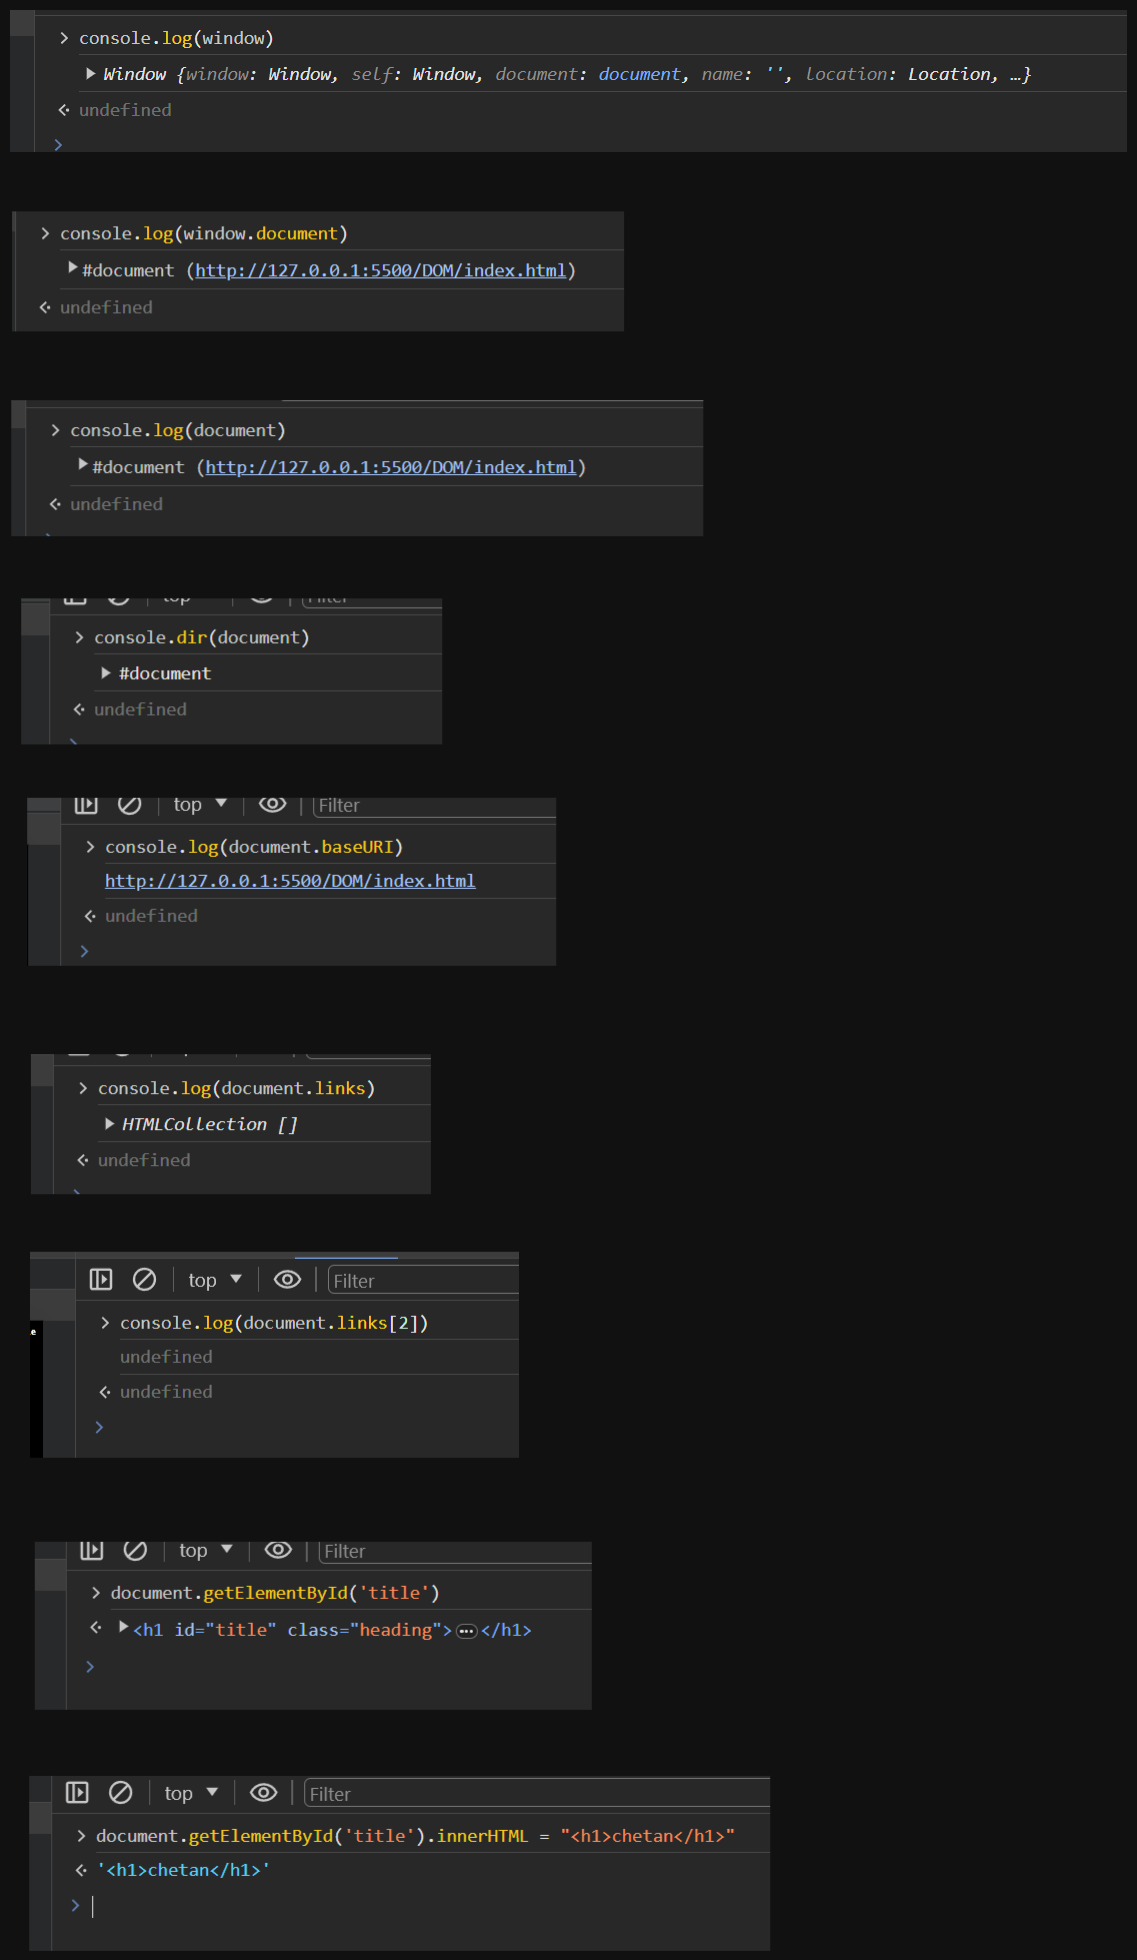 console.log(window)
Window {window: Window, self: Window, document: document, name: '', location: Location, …}
undefined
console.log(window.document)
#document (http://127.0.0.1:5500/DOM/index.html)
undefined
console.log(document)
#document (http://127.0.0.1:5500/DOM/index.html)
undefined
top Filter
console.dir(document)
#document
undefined
top Filter
console.log(document.baseURI)
http://127.0.0.1:5500/DOM/index.html
undefined
console.log(document.links)
HTMLCollection []
undefined
top Filter
console.log(document.links[2])
undefined
undefined
top Filter
document.getElementById('title')
<h1 id="title" class="heading">…</h1>
top Filter
document.getElementById('title').innerHTML = "<h1>chetan</h1>"
'<h1>chetan</h1>'